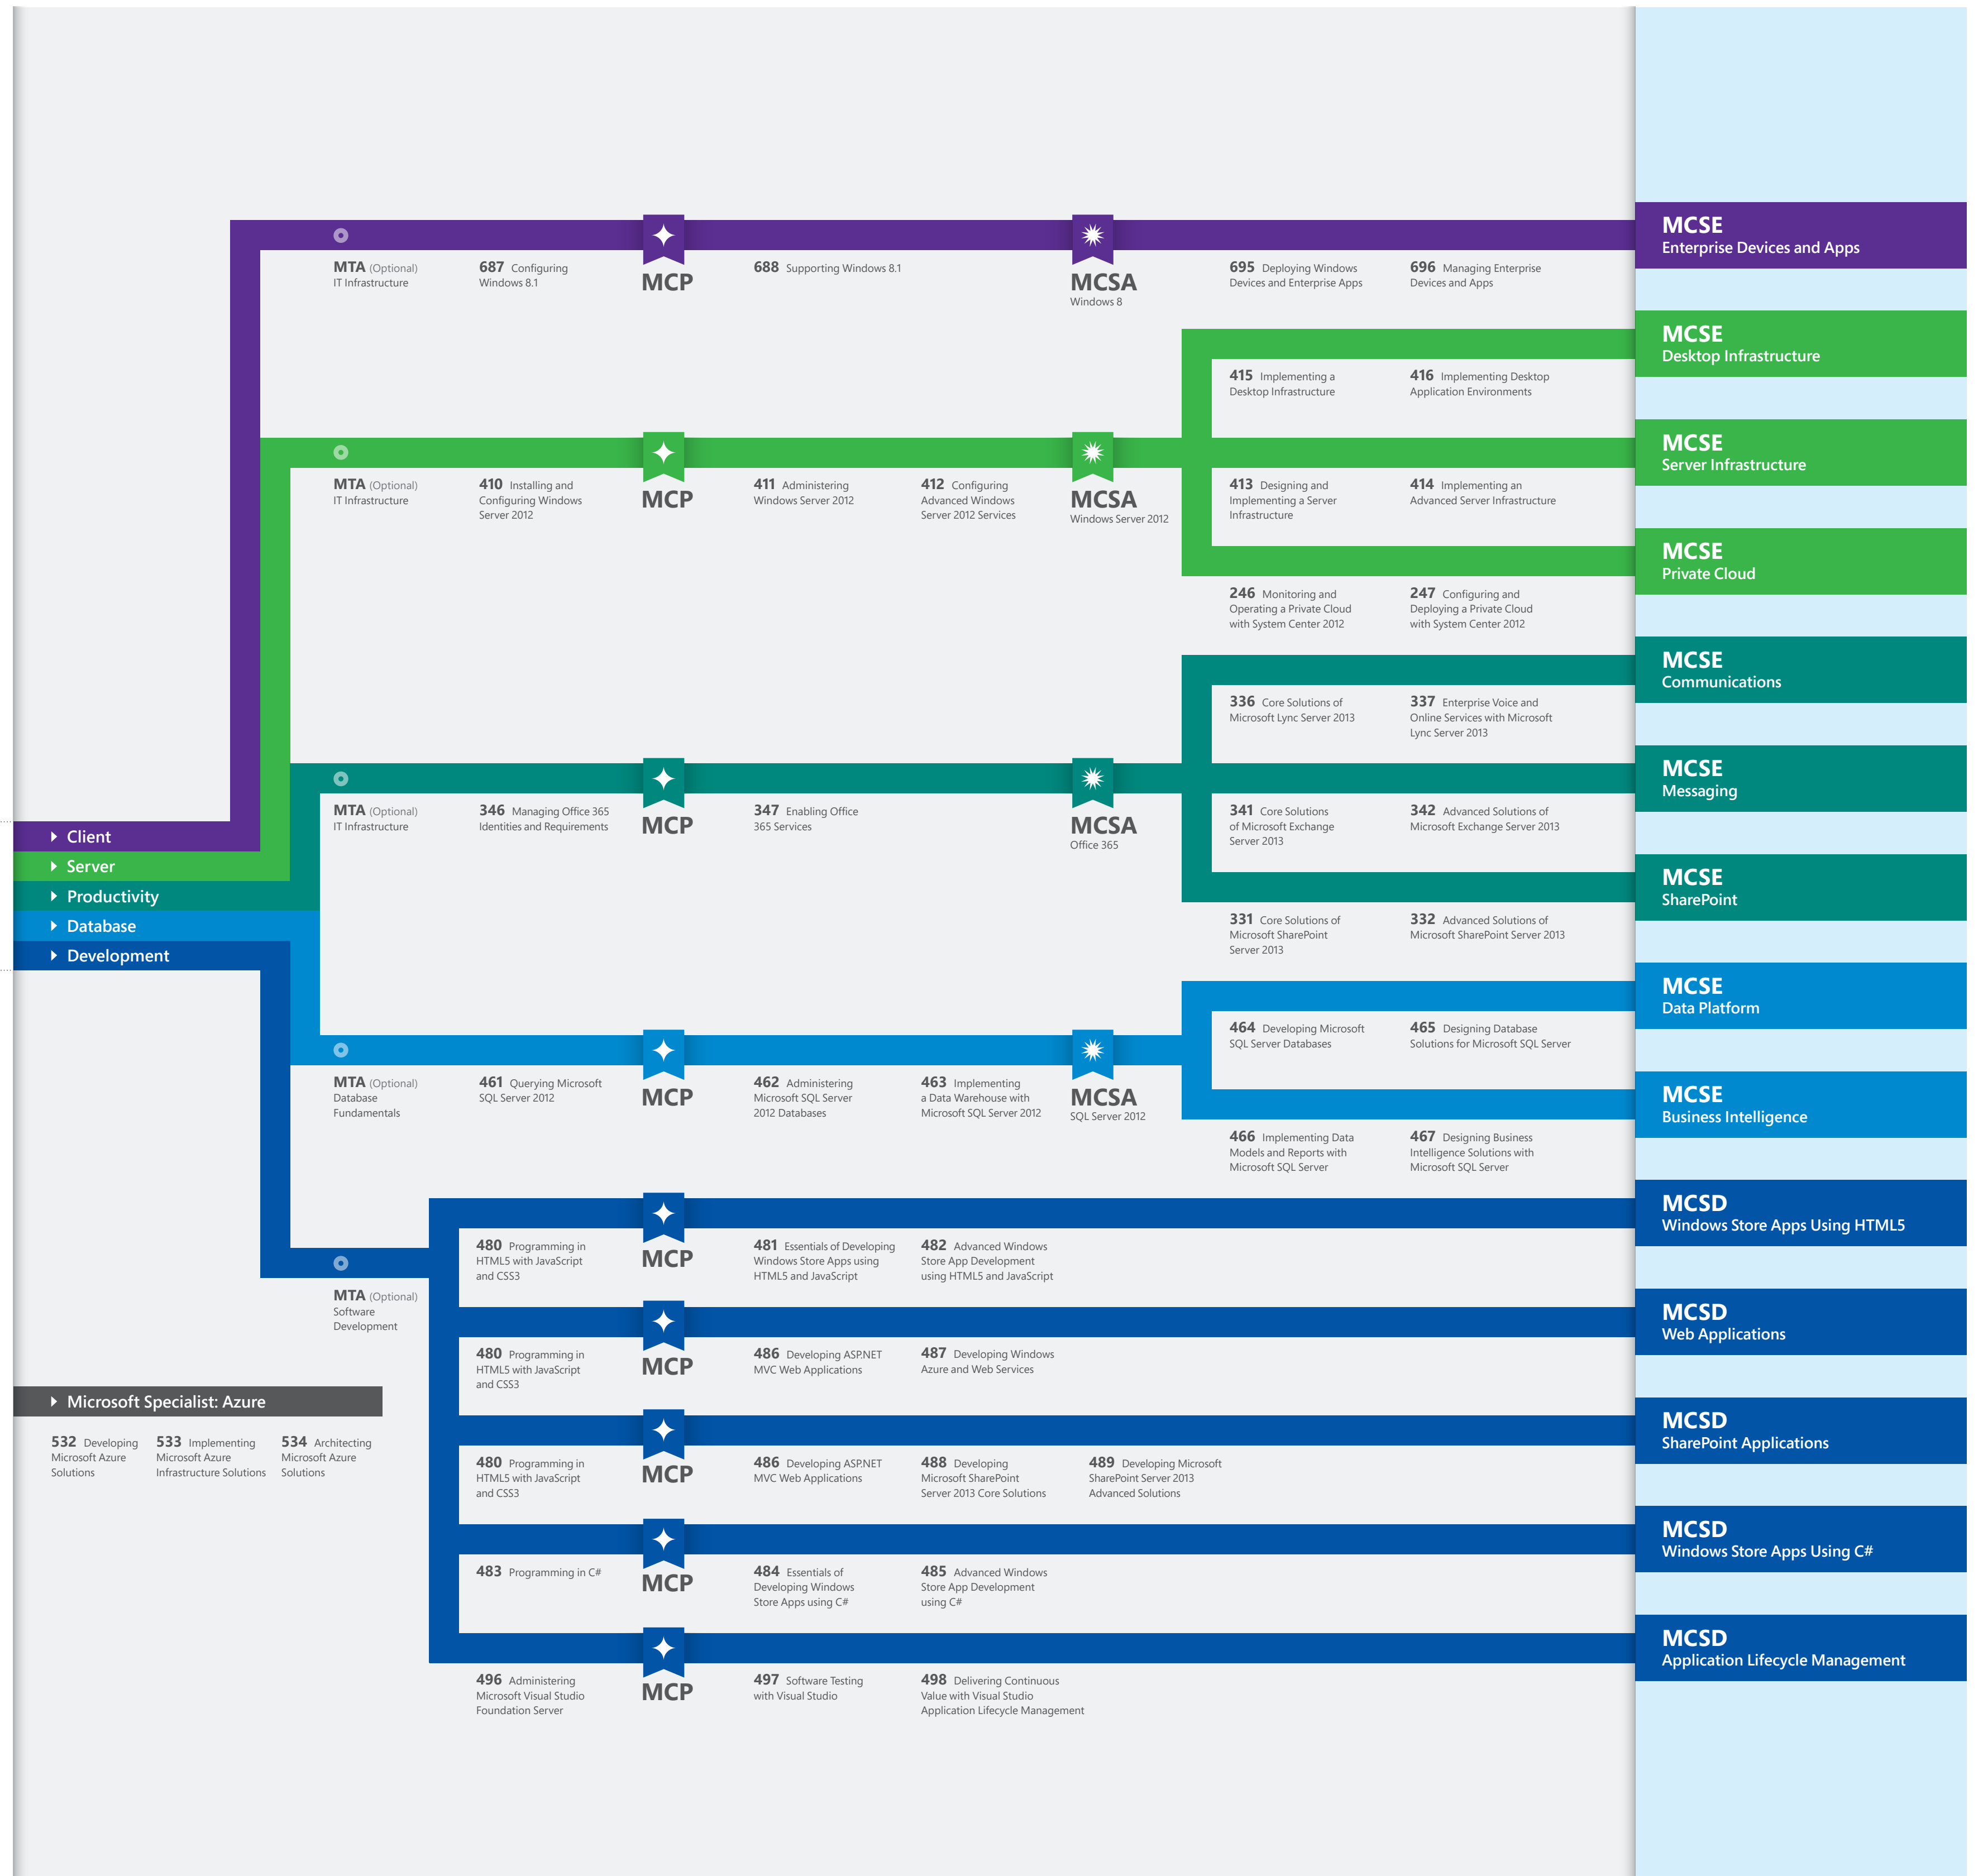 MCSE
Enterprise Devices and Apps
MTA (Optional)
IT Infrastructure
687 Configuring
Windows 8.1
MCP
688 Supporting Windows 8.1
MCSA
Windows 8
695 Deploying Windows
Devices and Enterprise Apps
696 Managing Enterprise
Devices and Apps
MCSE
Desktop Infrastructure
415 Implementing a
Desktop Infrastructure
416 Implementing Desktop
Application Environments
MCSE
Server Infrastructure
MTA (Optional)
IT Infrastructure
410 Installing and
Configuring Windows
Server 2012
MCP
411 Administering
Windows Server 2012
412 Configuring
Advanced Windows
Server 2012 Services
MCSA
Windows Server 2012
413 Designing and
Implementing a Server
Infrastructure
414 Implementing an
Advanced Server Infrastructure
MCSE
Private Cloud
246 Monitoring and
Operating a Private Cloud
with System Center 2012
247 Configuring and
Deploying a Private Cloud
with System Center 2012
MCSE
Communications
336 Core Solutions of
Microsoft Lync Server 2013
337 Enterprise Voice and
Online Services with Microsoft
Lync Server 2013
MCSE
Messaging
MTA (Optional)
IT Infrastructure
346 Managing Office 365
Identities and Requirements
MCP
347 Enabling Office
365 Services
MCSA
Office 365
341 Core Solutions
of Microsoft Exchange
Server 2013
342 Advanced Solutions of
Microsoft Exchange Server 2013
Client
Server
Productivity
Database
Development
MCSE
SharePoint
331 Core Solutions of
Microsoft SharePoint
Server 2013
332 Advanced Solutions of
Microsoft SharePoint Server 2013
MCSE
Data Platform
464 Developing Microsoft
SQL Server Databases
465 Designing Database
Solutions for Microsoft SQL Server
MTA (Optional)
Database
Fundamentals
461 Querying Microsoft
SQL Server 2012
MCP
462 Administering
Microsoft SQL Server
2012 Databases
463 Implementing
a Data Warehouse with
Microsoft SQL Server 2012
MCSA
SQL Server 2012
MCSE
Business Intelligence
466 Implementing Data
Models and Reports with
Microsoft SQL Server
467 Designing Business
Intelligence Solutions with
Microsoft SQL Server
MCSD
Windows Store Apps Using HTML5
480 Programming in
HTML5 with JavaScript
and CSS3
MCP
481 Essentials of Developing
Windows Store Apps using
HTML5 and JavaScript
482 Advanced Windows
Store App Development
using HTML5 and JavaScript
MTA (Optional)
Software
Development
MCSD
Web Applications
480 Programming in
HTML5 with JavaScript
and CSS3
MCP
486 Developing ASP.NET
MVC Web Applications
487 Developing Windows
Azure and Web Services
Microsoft Specialist: Azure
532 Developing
Microsoft Azure
Solutions
533 Implementing
Microsoft Azure
Infrastructure Solutions
534 Architecting
Microsoft Azure
Solutions
MCSD
SharePoint Applications
480 Programming in
HTML5 with JavaScript
and CSS3
MCP
486 Developing ASP.NET
MVC Web Applications
488 Developing
Microsoft SharePoint
Server 2013 Core Solutions
489 Developing Microsoft
SharePoint Server 2013
Advanced Solutions
MCSD
Windows Store Apps Using C#
483 Programming in C#
MCP
484 Essentials of
Developing Windows
Store Apps using C#
485 Advanced Windows
Store App Development
using C#
MCSD
Application Lifecycle Management
496 Administering
Microsoft Visual Studio
Foundation Server
MCP
497 Software Testing
with Visual Studio
498 Delivering Continuous
Value with Visual Studio
Application Lifecycle Management